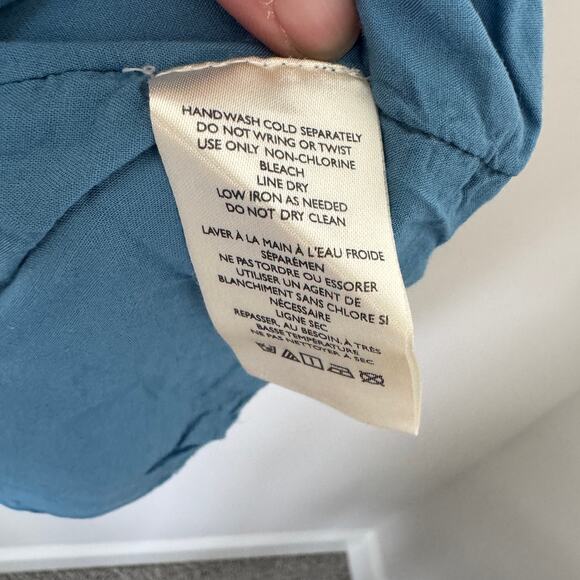 HAND WASH COLD SEPARATELY
DO NOT WRING OR TWIST
USE ONLY NON-CHLORINE
BLEACH
LINE DRY
LOW IRON AS NEEDED
DO NOT DRY CLEAN
LAVER À LA MAIN À L'EAU FROIDE
SÉPARÉMEN
NE PAS TORDRE OU ESSORER
UTILISER UN AGENT DE
BLANCHIMENT SANS CHLORE SI
NÉCESSAIRE
LIGNE SEC
REPASSER, AU BESOIN, À TRÈS
BASSE TEMPÉRATURE
NE PAS NETTOYER À SEC